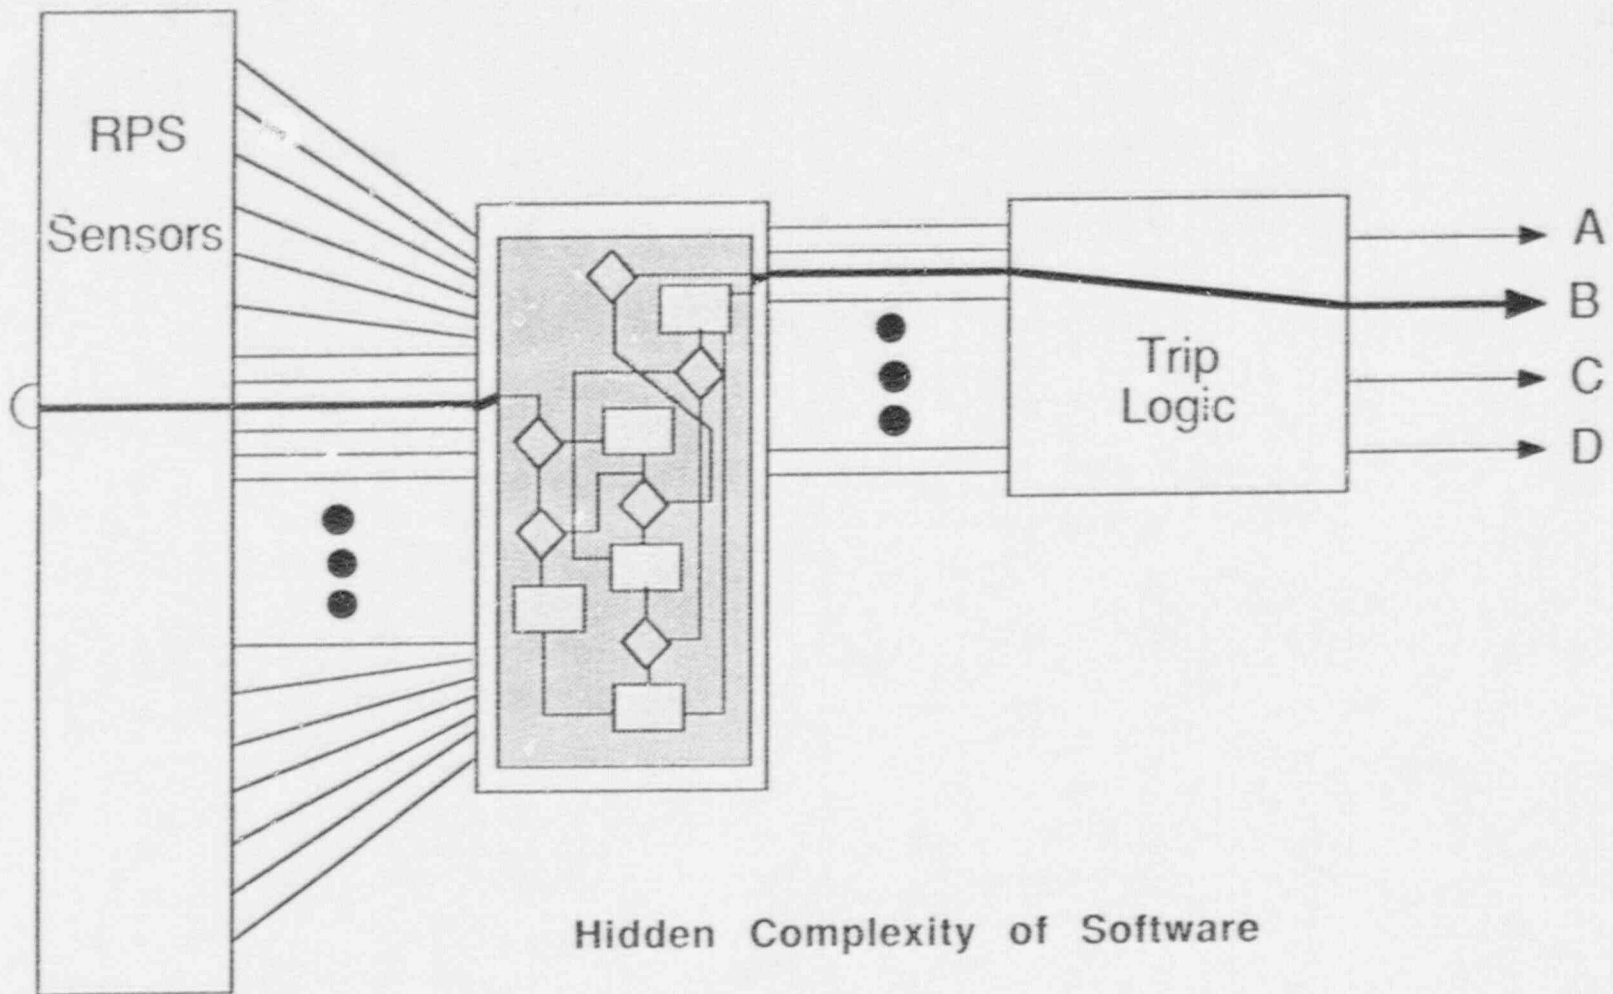 RPS
Sensors
A
B
Trip
Logic
C
D
Hidden Complexity of Software